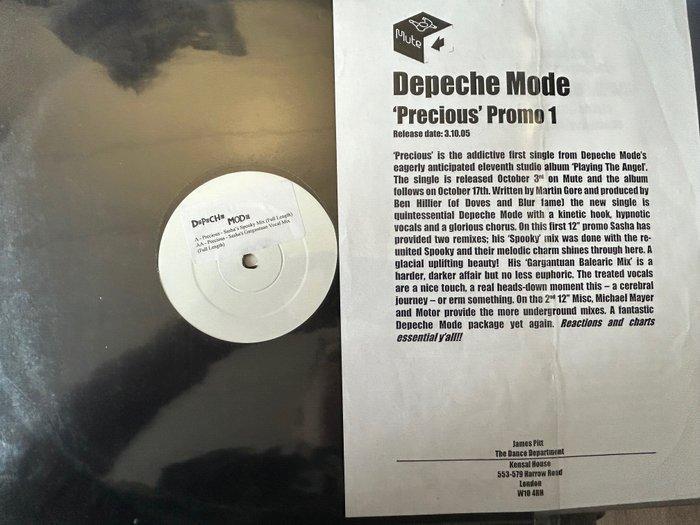 DEPECHE MODE
A - Precious - Sasha's Spooky Mix (Full Length)
AA - Precious - Sasha's Gargantuan Vocal Mix
(Full Length)
Mute
Depeche Mode
'Precious' Promo 1
Release date: 3.10.05
'Precious' is the addictive first single from Depeche Mode's
eagerly anticipated eleventh studio album 'Playing The Angel'.
The single is released October 3rd on Mute and the album
follows on October 17th. Written by Martin Gore and produced by
Ben Hillier (of Doves and Blur fame) the new single is
quintessential Depeche Mode with a kinetic hook, hypnotic
vocals and a glorious chorus. On this first 12" promo Sasha has
provided two remixes; his 'Spooky' mix was done with the re-
united Spooky and their melodic charm shines through here. A
glacial uplifting beauty! His 'Gargantuan Balearic Mix' is a
harder, darker affair but no less euphoric. The treated vocals
are a nice touch, a real heads-down moment this – a cerebral
journey – or erm something. On the 2nd 12" Misc, Michael Mayer
and Motor provide the more underground mixes. A fantastic
Depeche Mode package yet again. Reactions and charts
essential y'all!!
James Pitt
The Dance Department
Kensal House
553-579 Harrow Road
London
W10 4RH